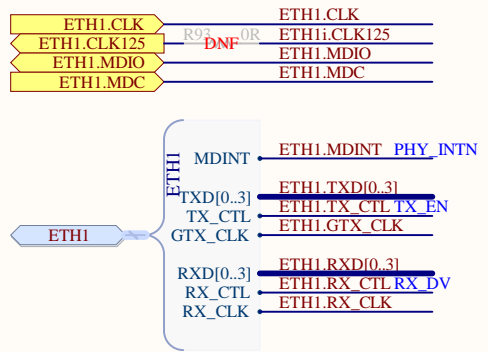 ETH1.CLK ETH1.CLK
ETH1.CLK125 R93 DNF 0R ETH1i.CLK125
ETH1.MDIO ETH1.MDIO
ETH1.MDC ETH1.MDC
ETH1
MDINT ETH1.MDINT PHY_INTN
TXD[0..3] ETH1.TXD[0..3]
TX_CTL ETH1.TX_CTL TX_EN
ETH1 GTX_CLK ETH1.GTX_CLK
RXD[0..3] ETH1.RXD[0..3]
RX_CTL ETH1.RX_CTL RX_DV
RX_CLK ETH1.RX_CLK